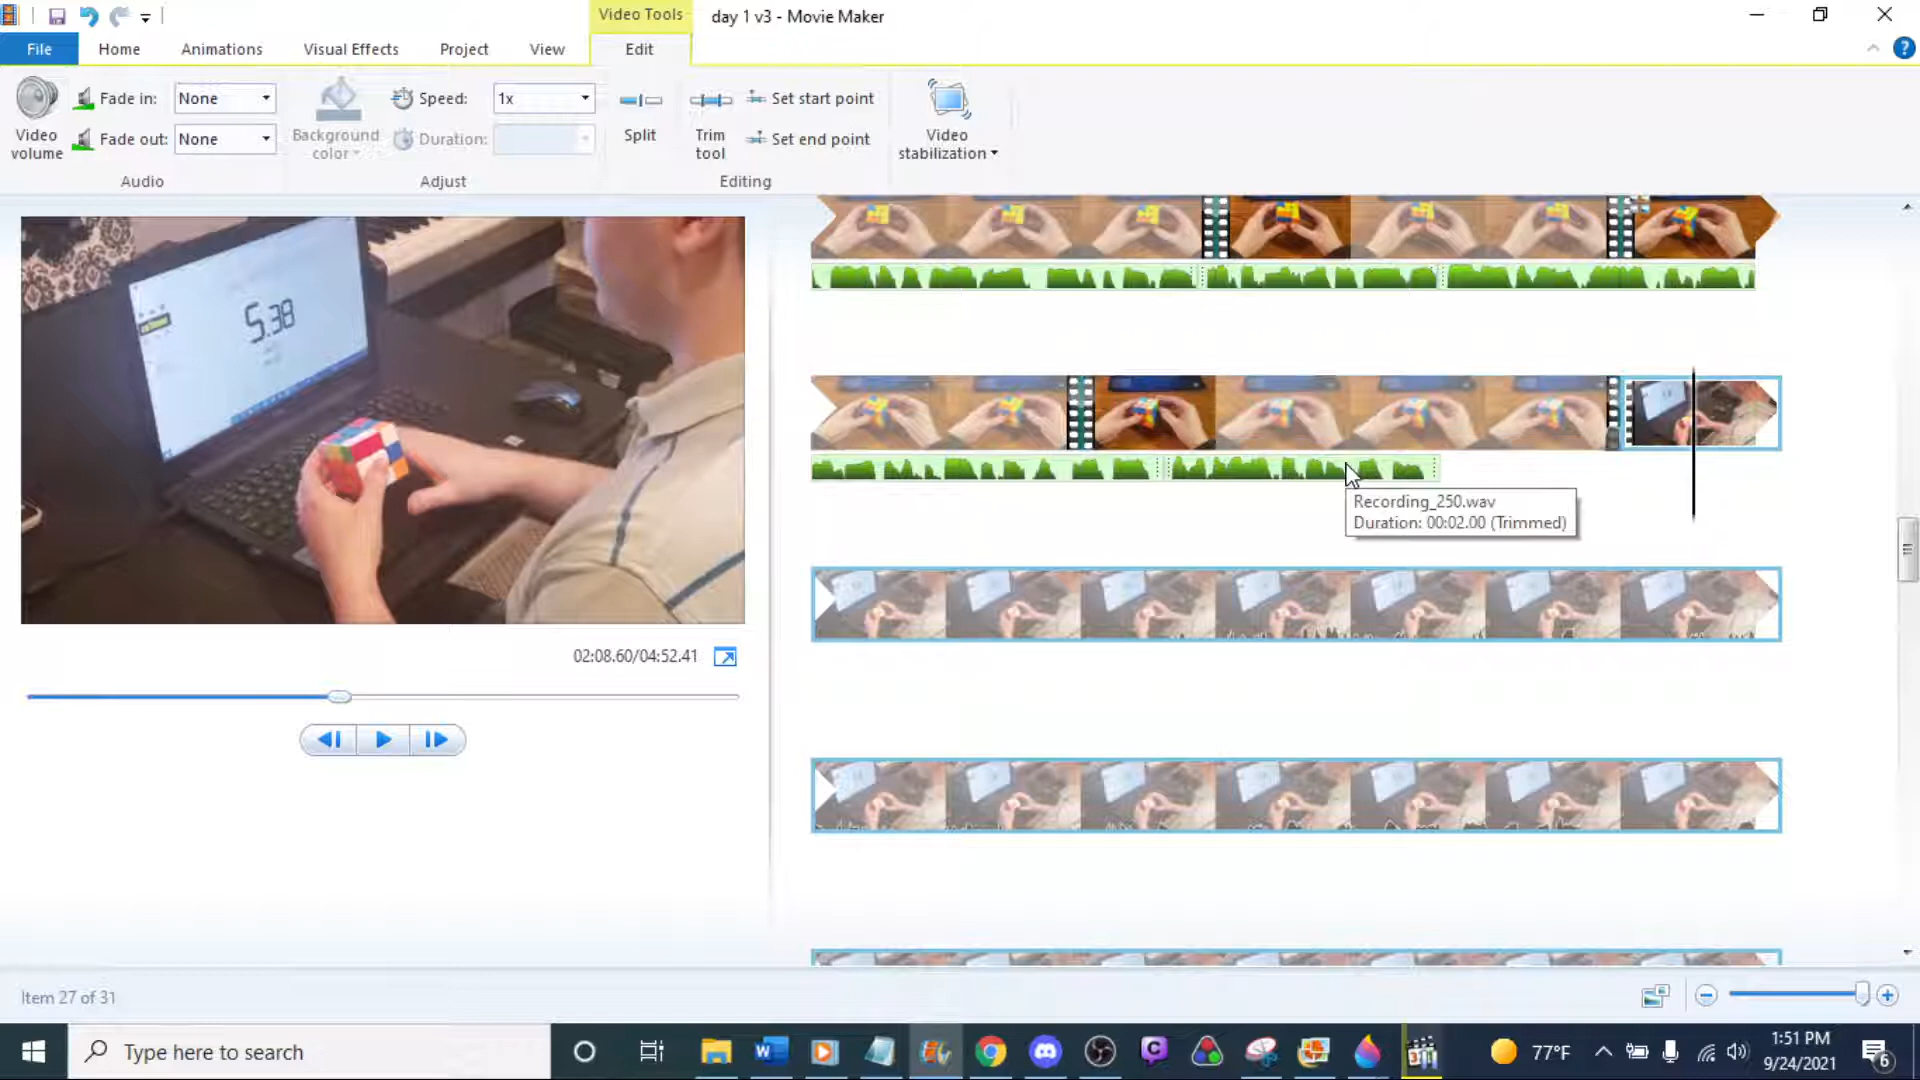 Video Tools
day 1 v3 - Movie Maker
File
Home
Animations
Visual Effects
Project
View
Edit
Video volume
Fade in:
None
Fade out:
None
Background color
Speed:
1x
Duration:
Split
Trim tool
Set start point
Set end point
Video stabilization
Audio
Adjust
Editing
5.38
Recording_250.wav
Duration: 00:02.00 (Trimmed)
02:08.60/04:52.41
Item 27 of 31
Type here to search
77°F
1:51 PM
9/24/2021
6